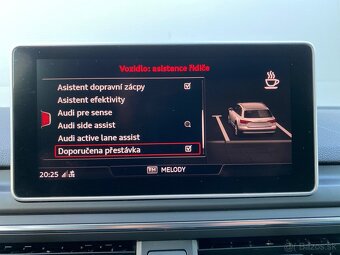 Vozidlo: asistence řidiče
Asistent dopravní zácpy
Asistent efektivity
Audi pre sense
Audi side assist
Audi active lane assist
Doporučena přestávka
20:25
MELODY